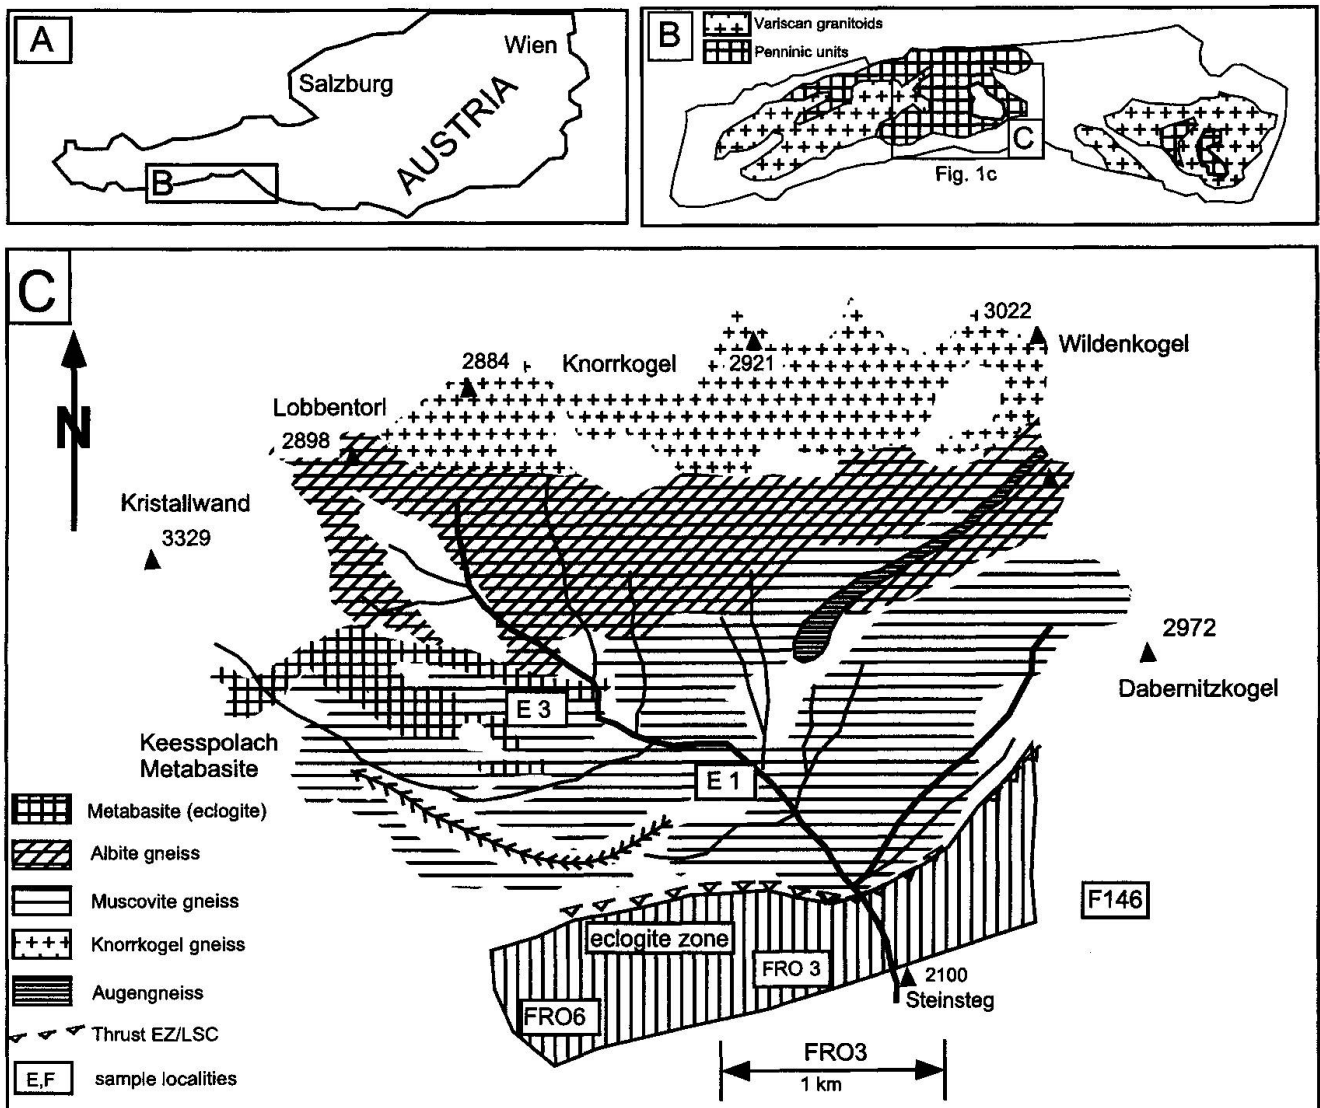 A
Wien
Salzburg
AUSTRIA
B
B
Variscan granitoids
Penninic units
C
Fig. 1c
C
N
3022
Wildenkogel
2884
Knorrkogel
2921
Lobbentorl
2898
Kristallwand
3329
2972
Dabernitzkogel
E 3
Keesspolach
Metabasite
E 1
Metabasite (eclogite)
Albite gneiss
Muscovite gneiss
Knorrkogel gneiss
Augengneiss
Thrust EZ/LSC
E,F
sample localities
F146
eclogite zone
FRO 3
2100
Steinsteg
FRO6
FRO3
1 km